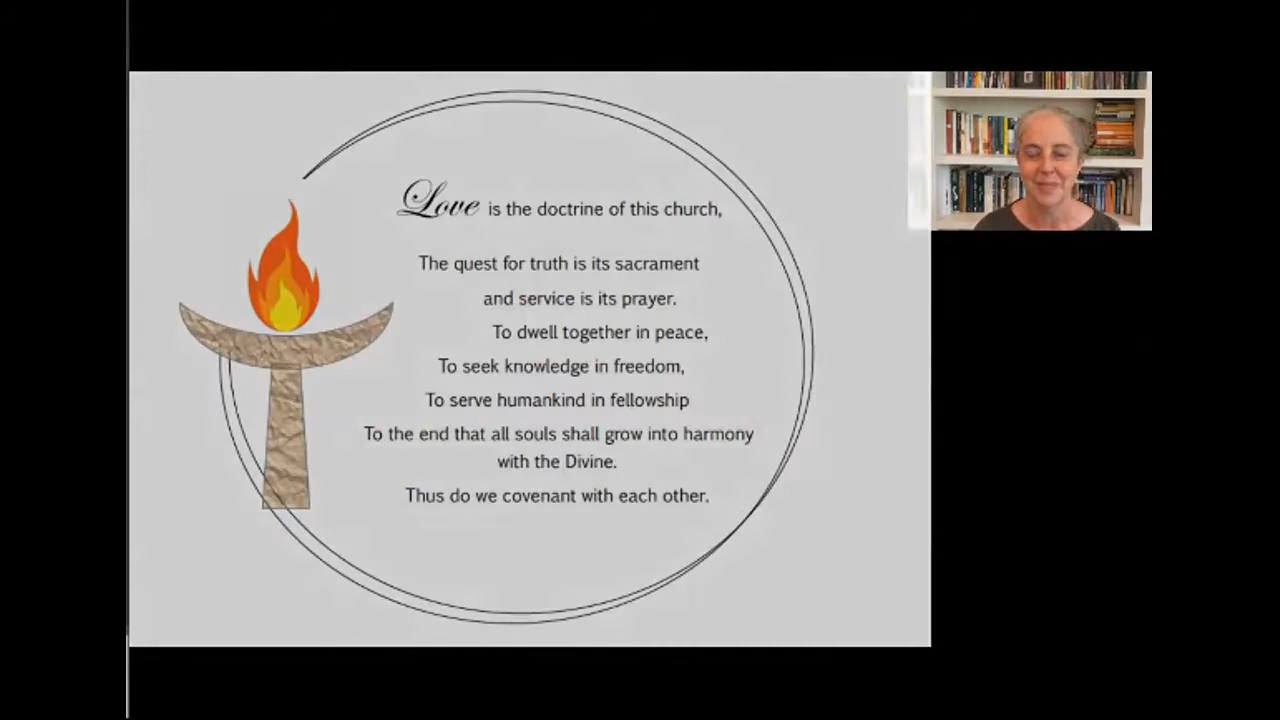 Love is the doctrine of this church,
The quest for truth is its sacrament
and service is its prayer.
To dwell together in peace,
To seek knowledge in freedom,
To serve humankind in fellowship
To the end that all souls shall grow into harmony
with the Divine.
Thus do we covenant with each other.